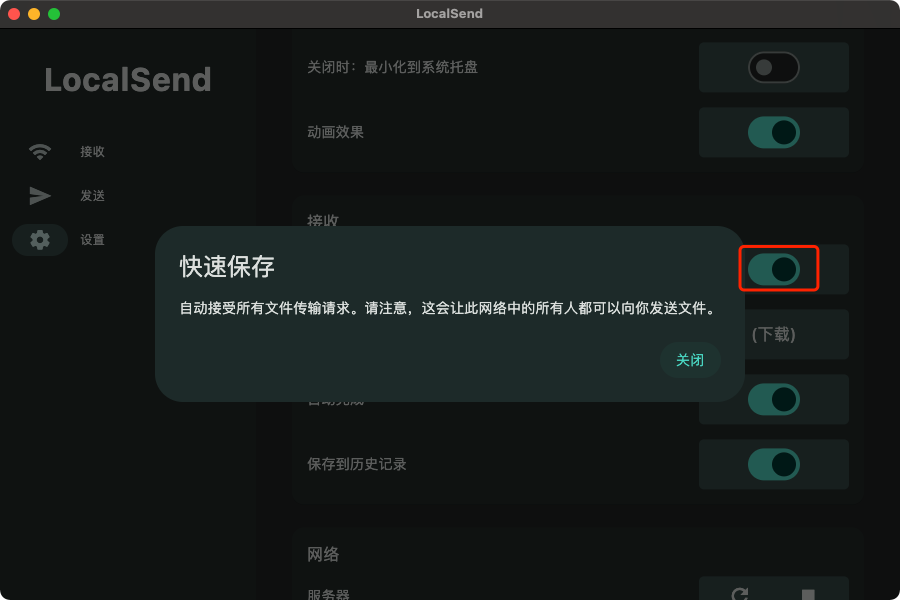 LocalSend
LocalSend
接收
发送
设置
关闭时：最小化到系统托盘
动画效果
接收
快速保存
自动接受所有文件传输请求。请注意，这会让此网络中的所有人都可以向你发送文件。
关闭
(下载)
自动完成
保存到历史记录
网络
服务器